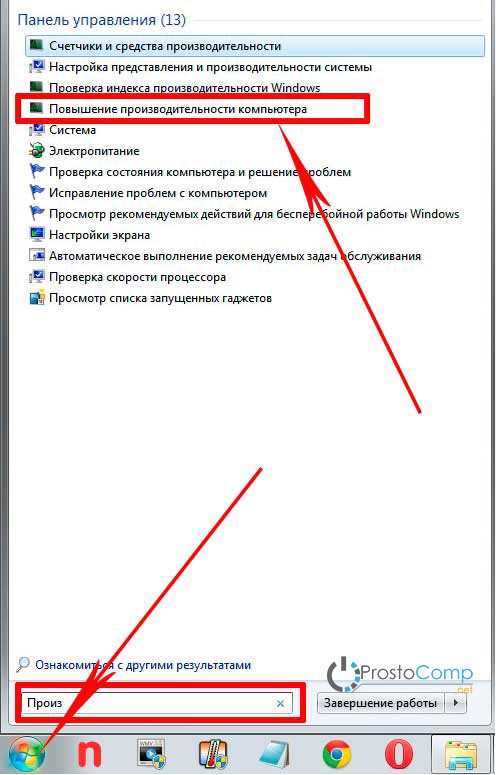 Панель управления (13)
Счетчики и средства производительности
Настройка представления и производительности системы
Проверка индекса производительности Windows
Повышение производительности компьютера
Система
Электропитание
Проверка состояния компьютера и решение проблем
Исправление проблем с компьютером
Просмотр рекомендуемых действий для бесперебойной работы Windows
Настройки экрана
Автоматическое выполнение рекомендуемых задач обслуживания
Проверка скорости процессора
Просмотр списка запущенных гаджетов
Ознакомиться с другими результатами
ProstoComp
.net
Произ
Завершение работы
n
WMV